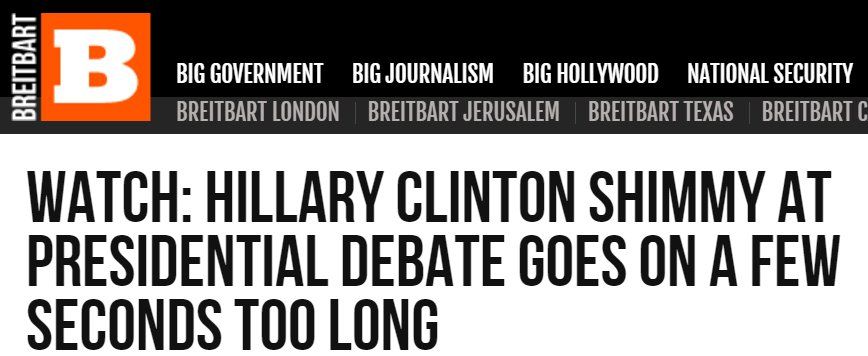 BREITBART
B
BIG GOVERNMENT BIG JOURNALISM BIG HOLLYWOOD NATIONAL SECURITY
BREITBART LONDON BREITBART JERUSALEM BREITBART TEXAS BREITBART C
WATCH: HILLARY CLINTON SHIMMY AT
PRESIDENTIAL DEBATE GOES ON A FEW
SECONDS TOO LONG